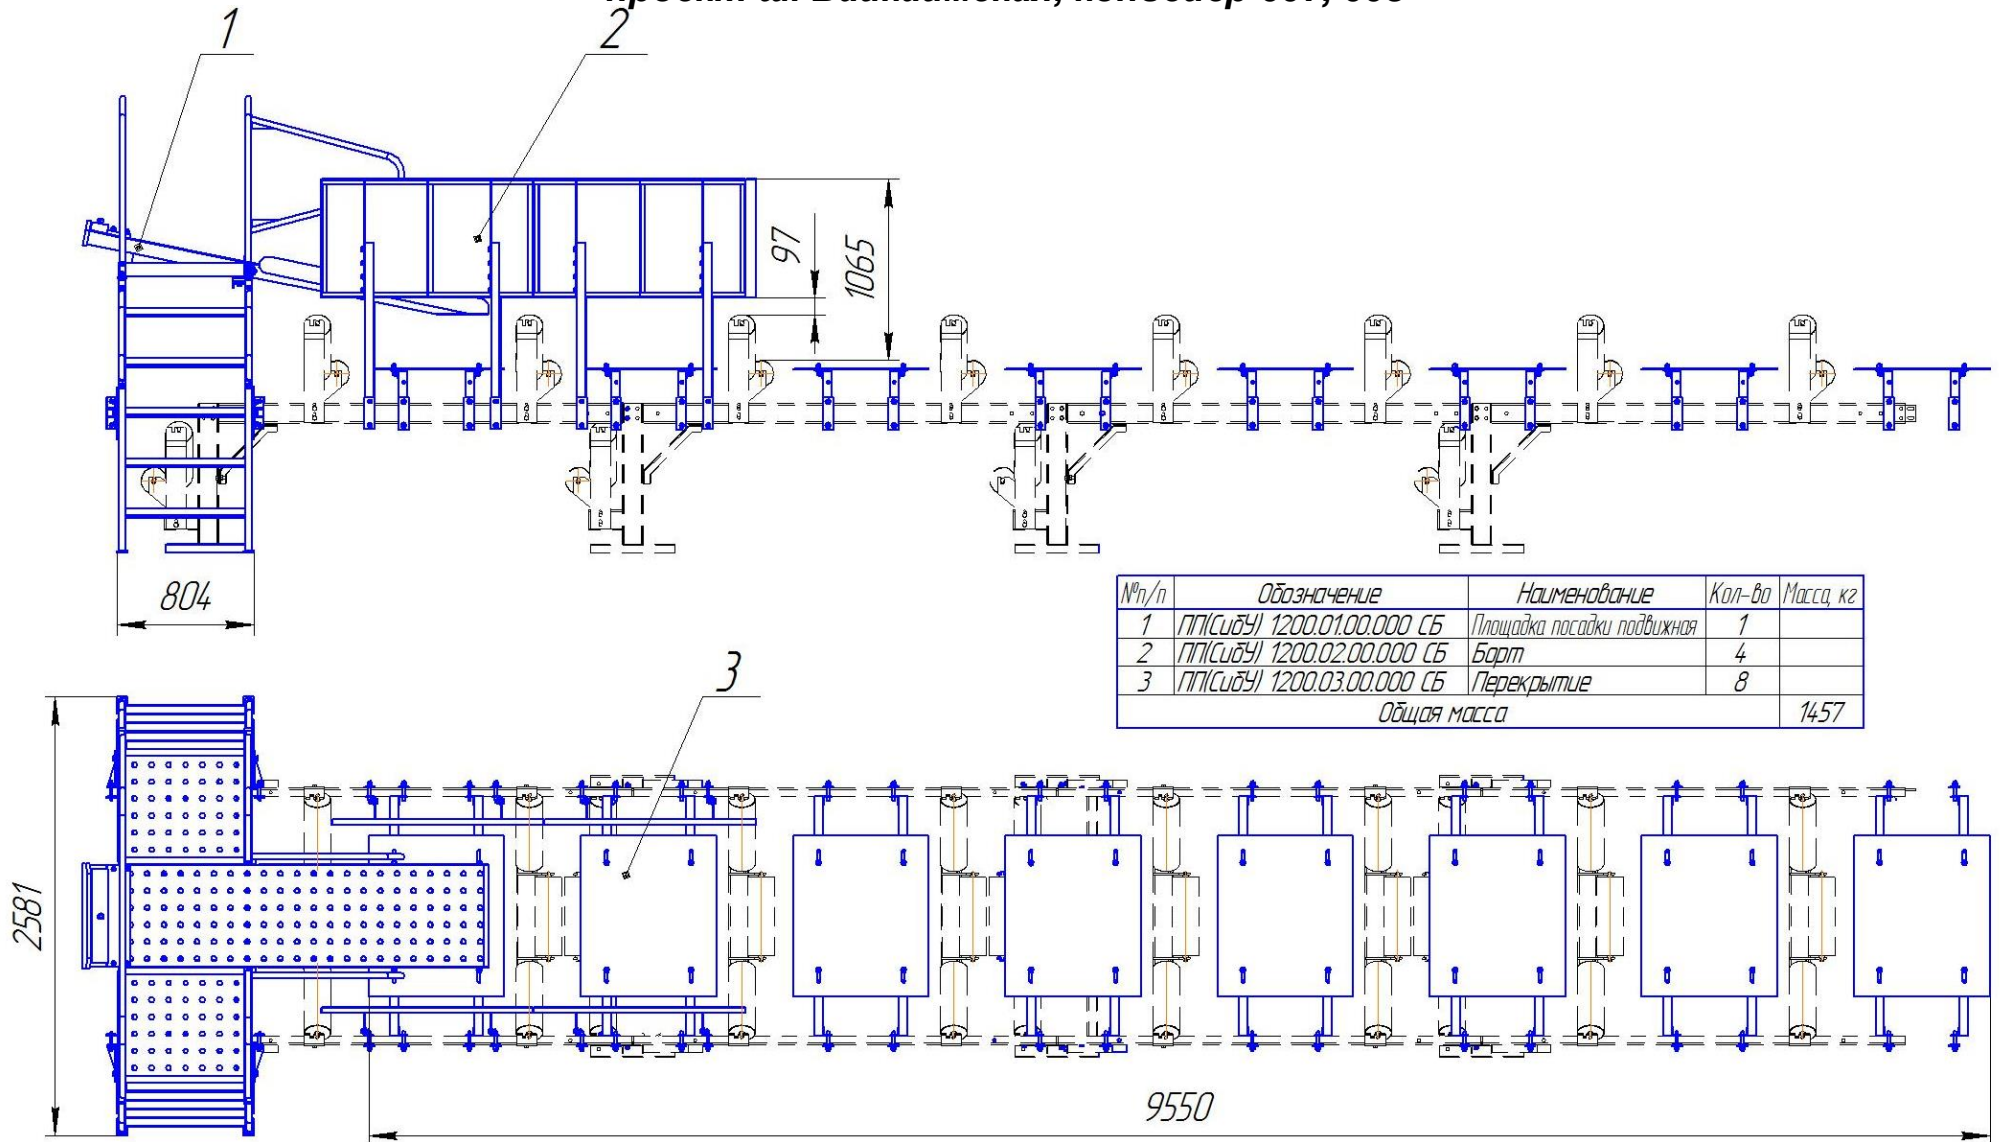 1
2
97
1065
804
№п/п Обозначение Наименование Кол-во Масса, кг
1 ПП(СибУ) 1200.01.00.000 СБ Площадка посадки подвижная 1
2 ПП(СибУ) 1200.02.00.000 СБ Борт 4
3 ПП(СибУ) 1200.03.00.000 СБ Перекрытие 8
Общая масса 1457
3
2581
9550